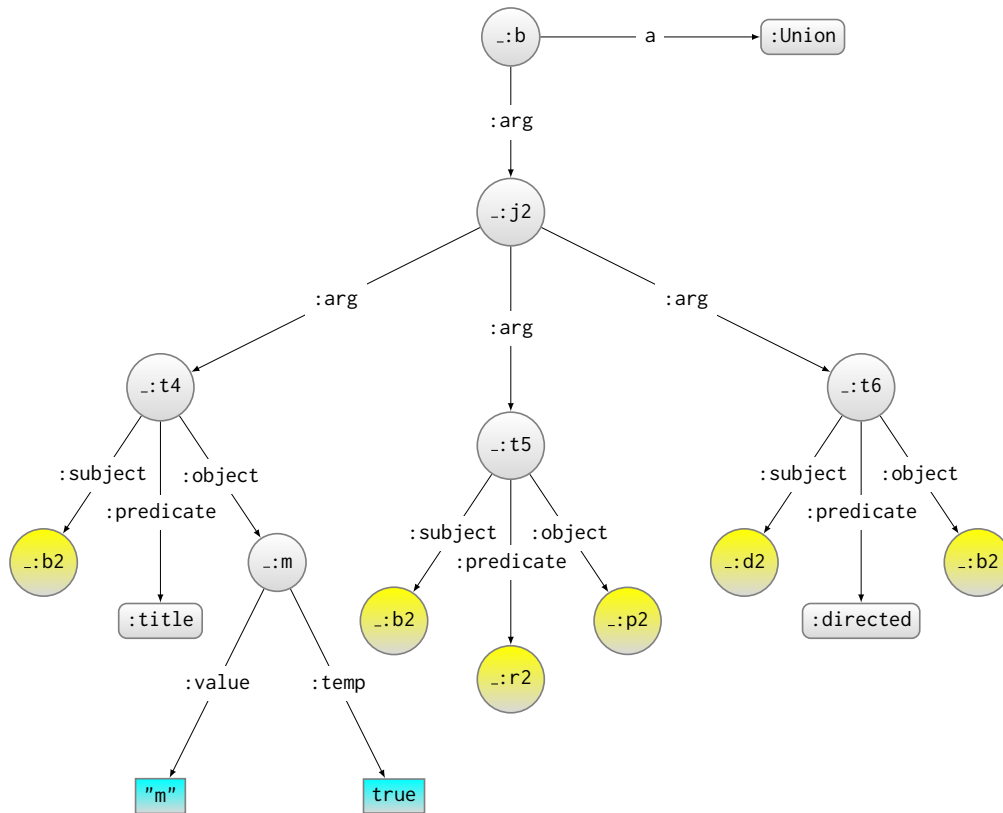 _:b a :Union
:arg
_:j2
:arg :arg :arg
_:t4 _:t6
_:t5
:subject :object :subject :object
:predicate :predicate
:subject :object
:predicate
_:b2 _:m _:d2 _:b2
:title _:b2 _:p2 :directed
_:r2
:value :temp
"m" true